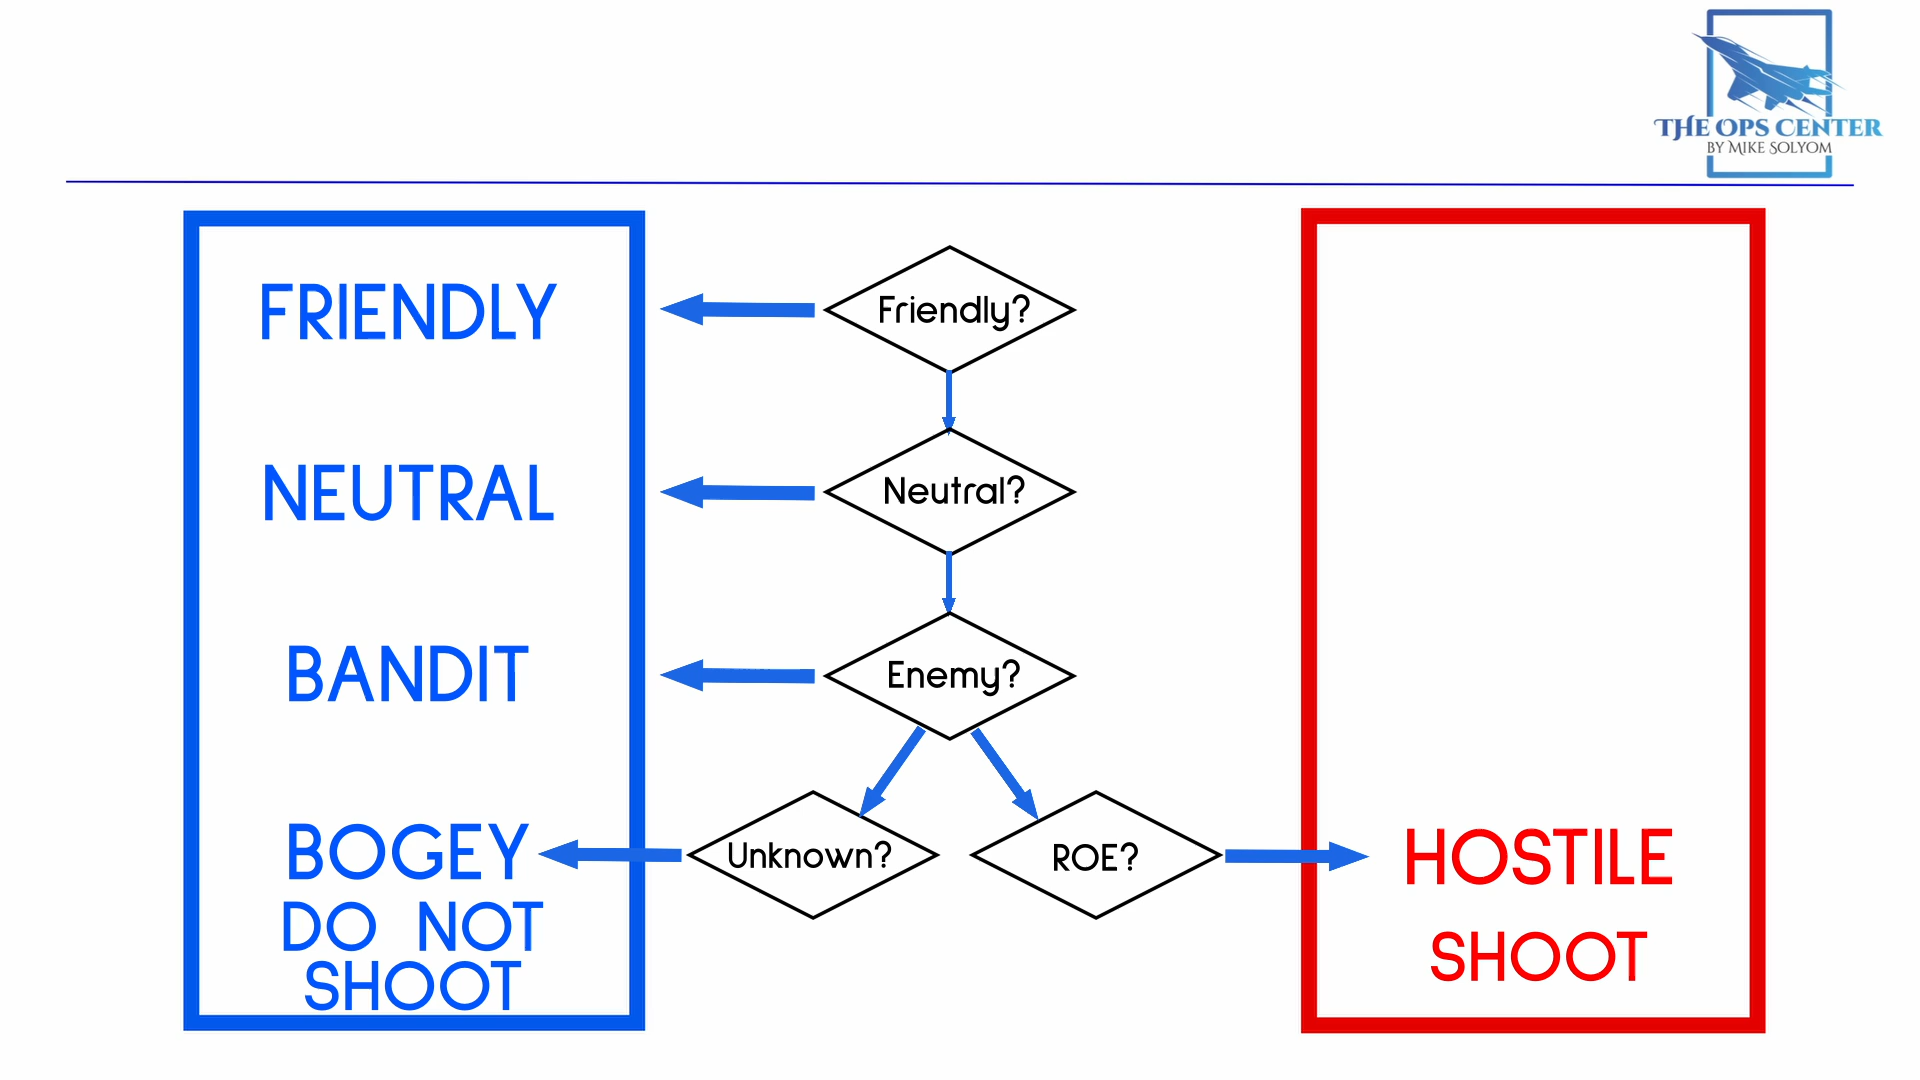 THE OPS CENTER
BY MIKE SOLYOM
FRIENDLY
Friendly?
NEUTRAL
Neutral?
BANDIT
Enemy?
BOGEY
Unknown?
ROE?
HOSTILE
DO NOT
SHOOT
SHOOT